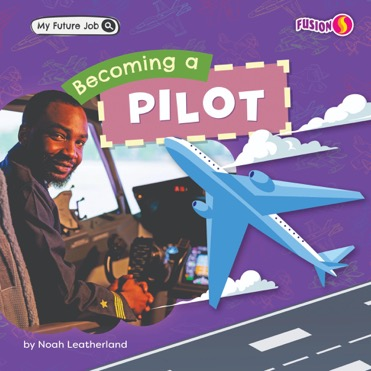 My Future Job
FUSION
Becoming a
PILOT
by Noah Leatherland